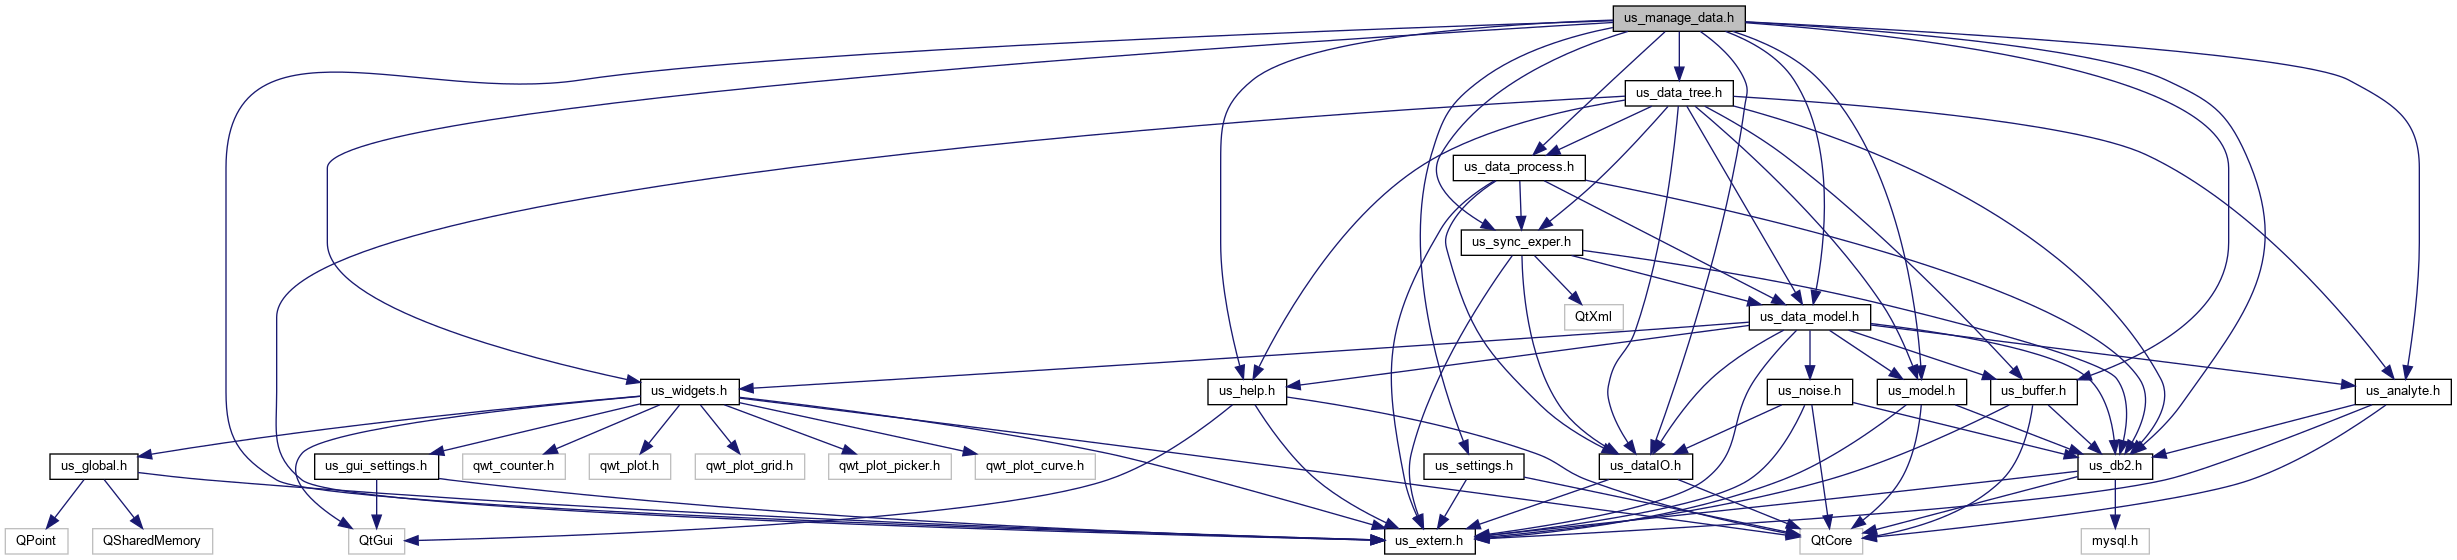 us_manage_data.h
us_data_tree.h
us_data_process.h
us_sync_exper.h
QtXml
us_data_model.h
us_widgets.h
us_help.h
us_noise.h
us_model.h
us_buffer.h
us_analyte.h
us_global.h
us_gui_settings.h
qwt_counter.h
qwt_plot.h
qwt_plot_grid.h
qwt_plot_picker.h
qwt_plot_curve.h
us_settings.h
us_dataIO.h
us_db2.h
QPoint
QSharedMemory
QtGui
us_extern.h
QtCore
mysql.h